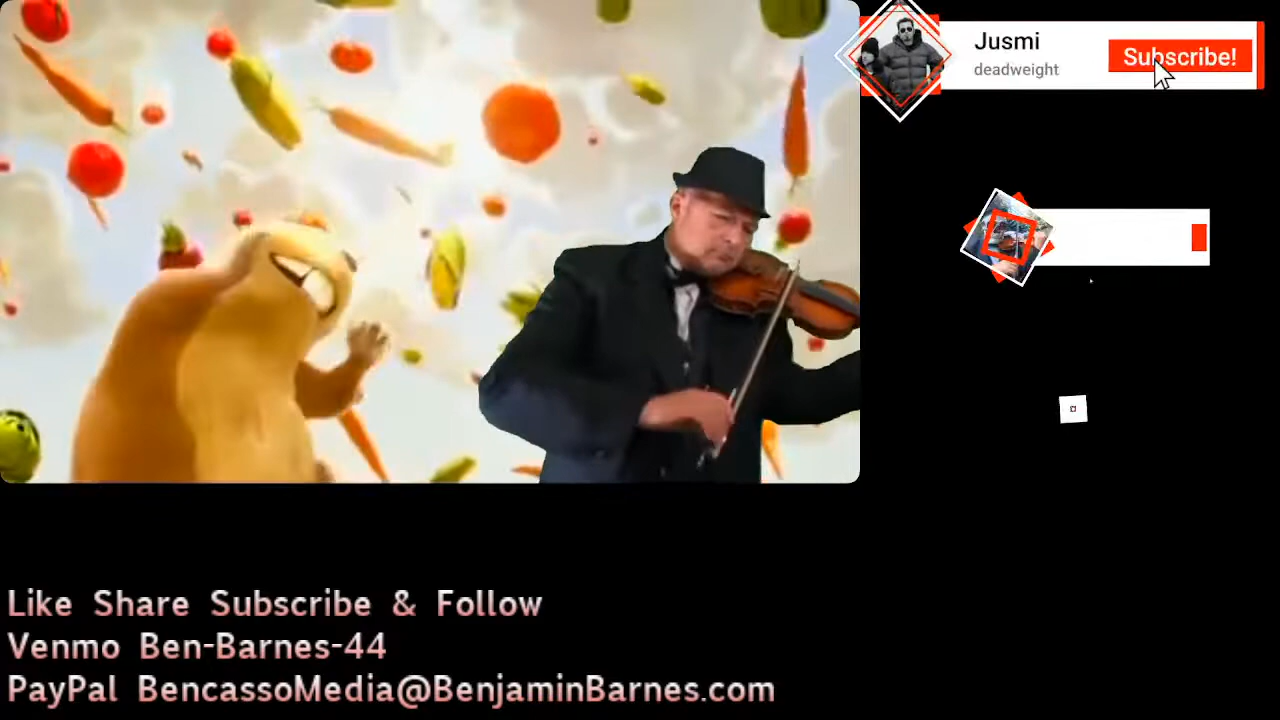 Jusmi
deadweight
Subscribe!
Like Share Subscribe & Follow
Venmo Ben-Barnes-44
PayPal BencassoMedia@BenjaminBarnes.com